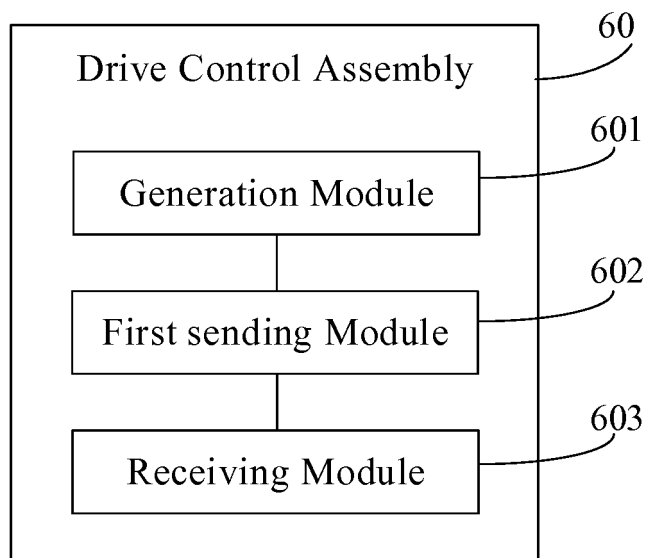 60
Drive Control Assembly
601
Generation Module
602
First sending Module
603
Receiving Module